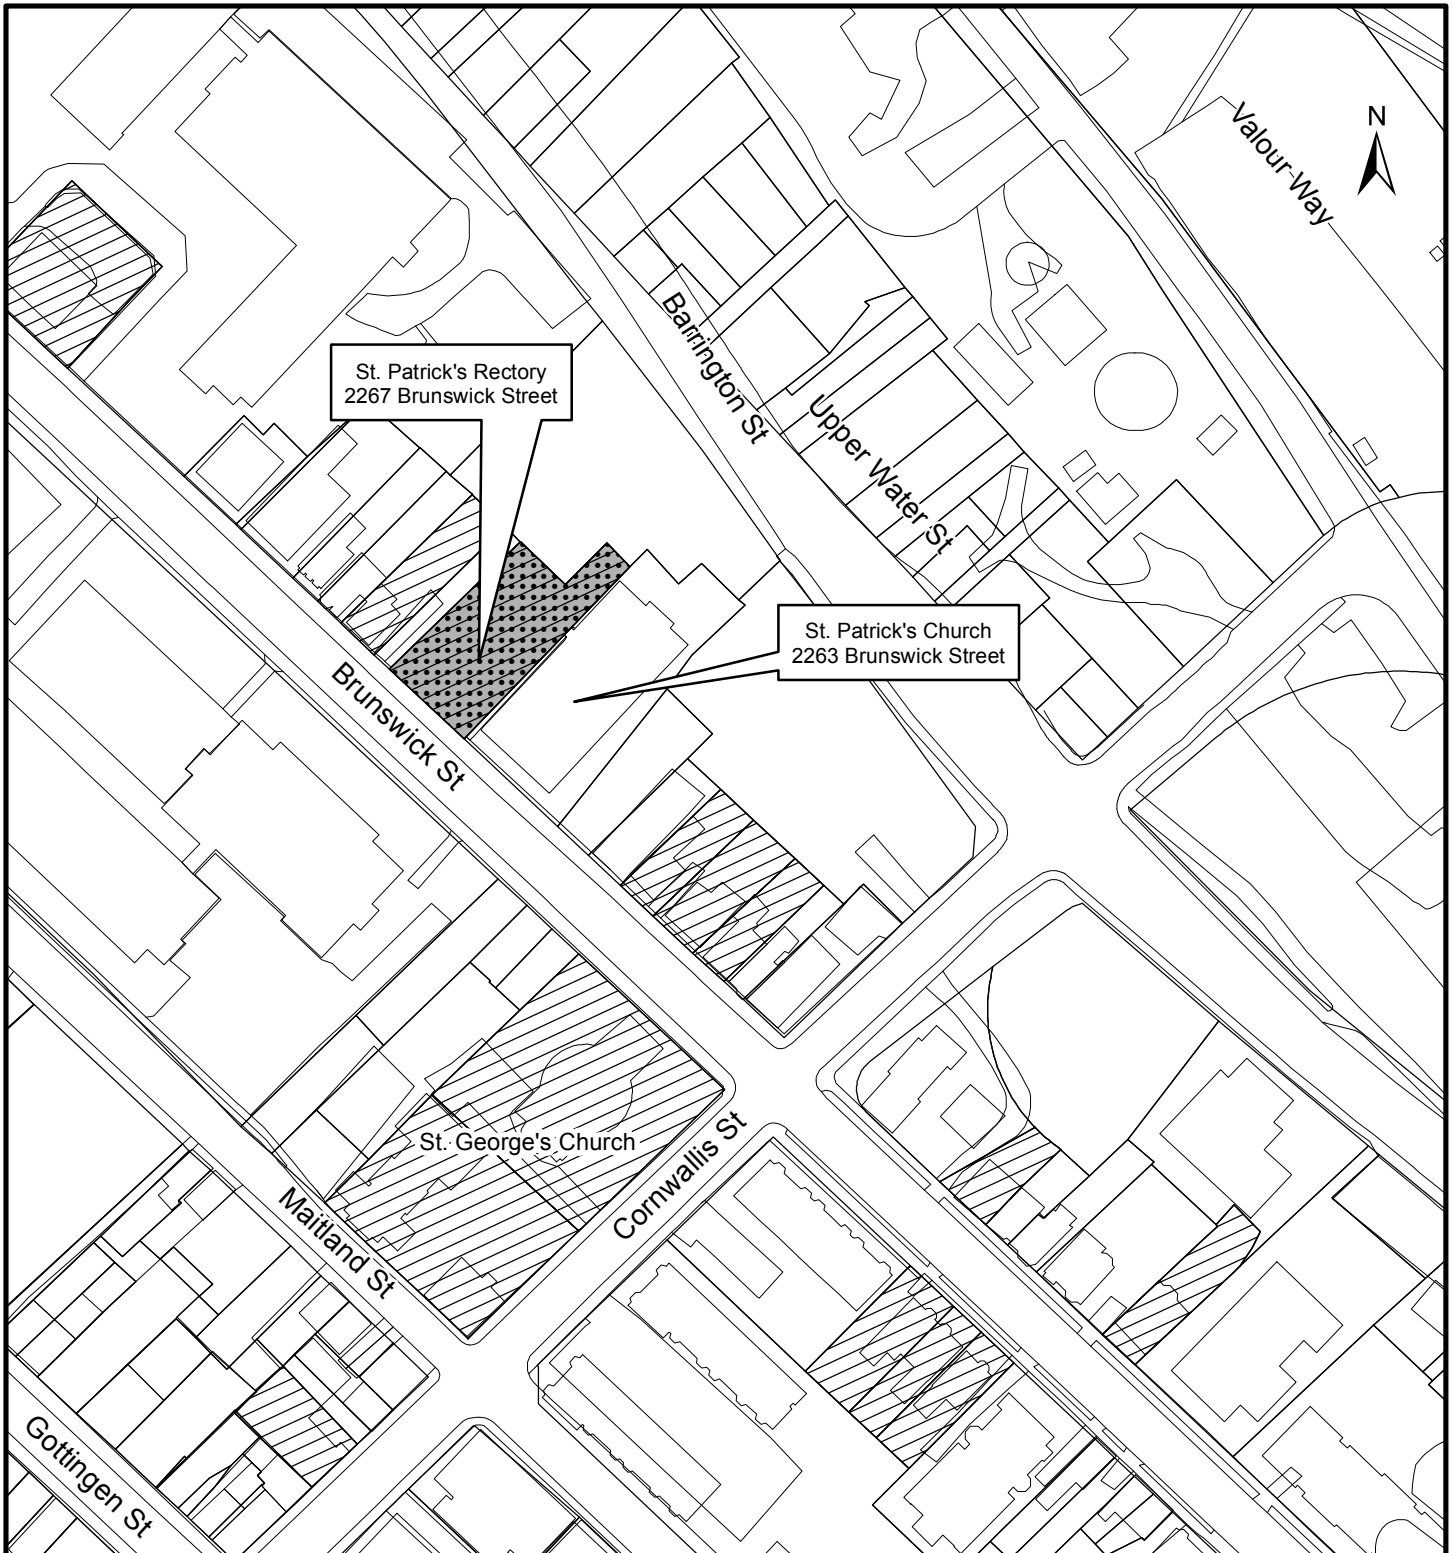 N
Valour Way
Barrington St
St. Patrick's Rectory
2267 Brunswick Street
Upper Water St
St. Patrick's Church
2263 Brunswick Street
Brunswick St
St. George's Church
Cornwallis St
Maitland St
Gottingen St